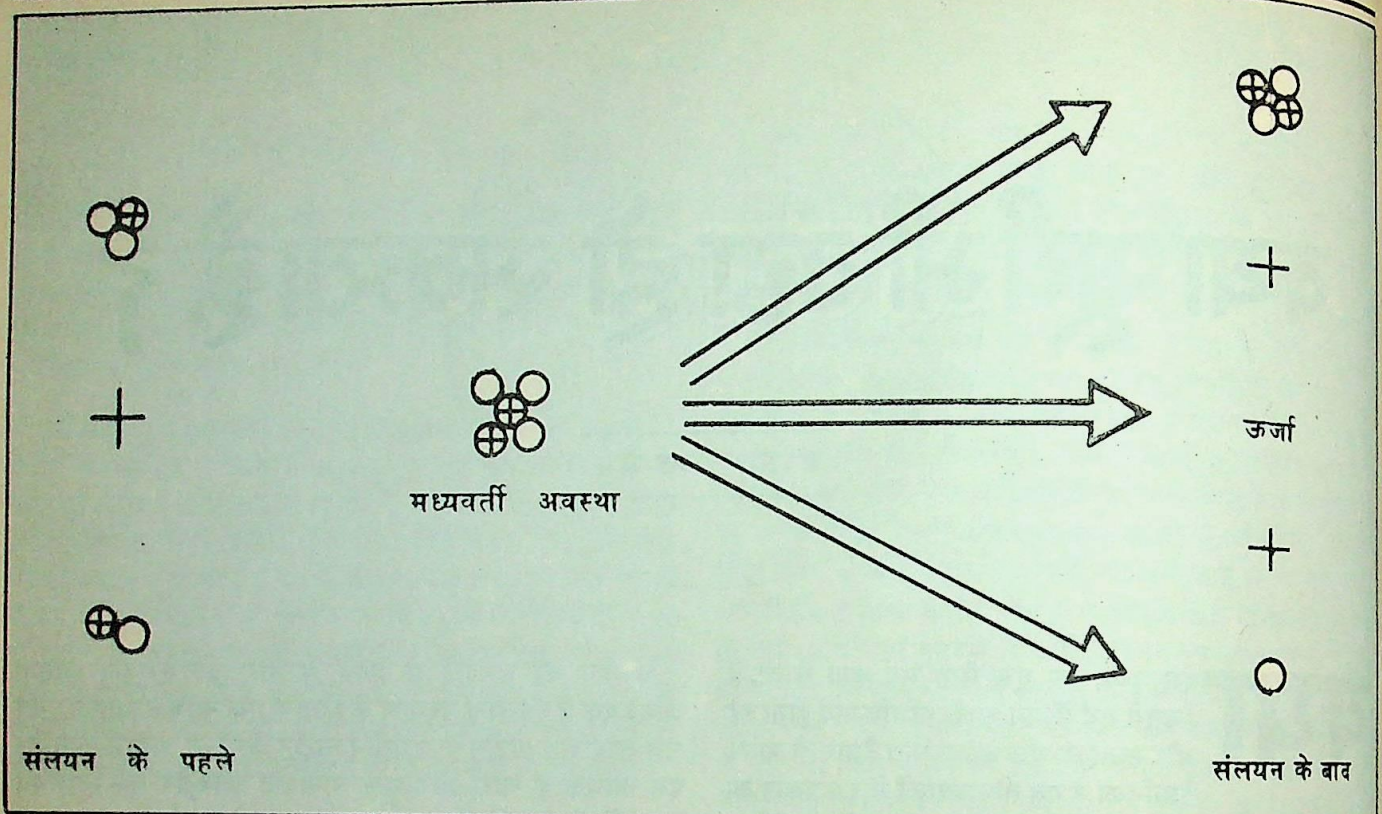 मध्यवर्ती अवस्था
ऊर्जा
संलयन के पहले
संलयन के बाद